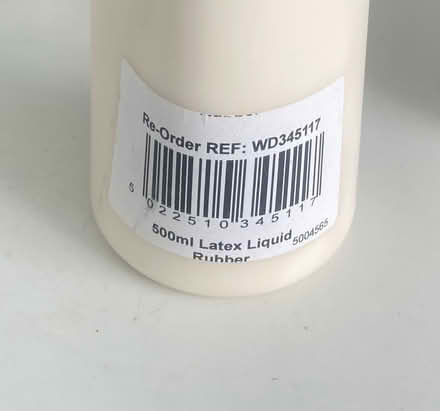 Re-Order REF: WD345117
5 022510 345117
500ml Latex Liquid 5004565
Rubber